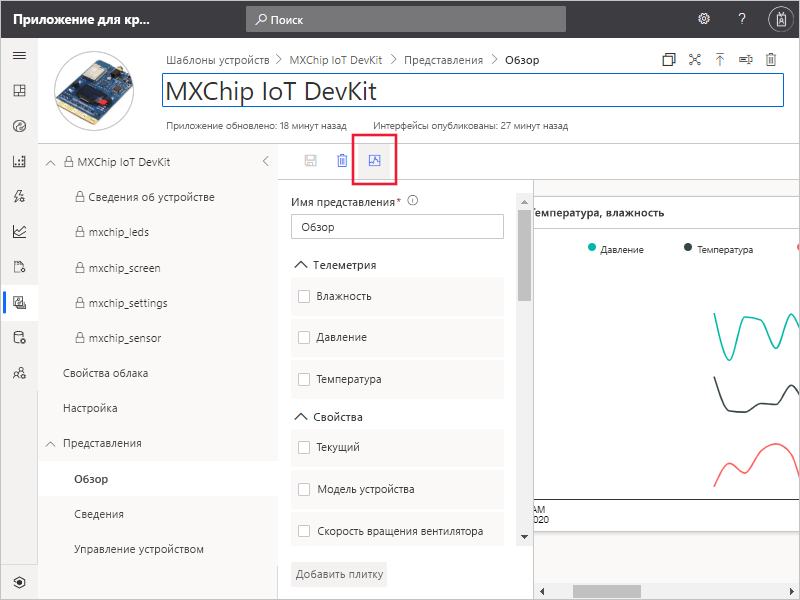 Приложение для кр...
Поиск
?
Шаблоны устройств > MXChip IoT DevKit > Представления > Обзор
MXChip IoT DevKit
Приложение обновлено: 18 минут назад Интерфейсы опубликованы: 27 минут назад
MXChip IoT DevKit
Сведения об устройстве
mxchip_leds
mxchip_screen
mxchip_settings
mxchip_sensor
Свойства облака
Настройка
Представления
Обзор
Сведения
Управление устройством
Имя представления*
Обзор
Телеметрия
Влажность
Давление
Температура
Свойства
Текущий
Модель устройства
Скорость вращения вентилятора
Добавить плитку
Температура, влажность
Давление
Температура
AM
020